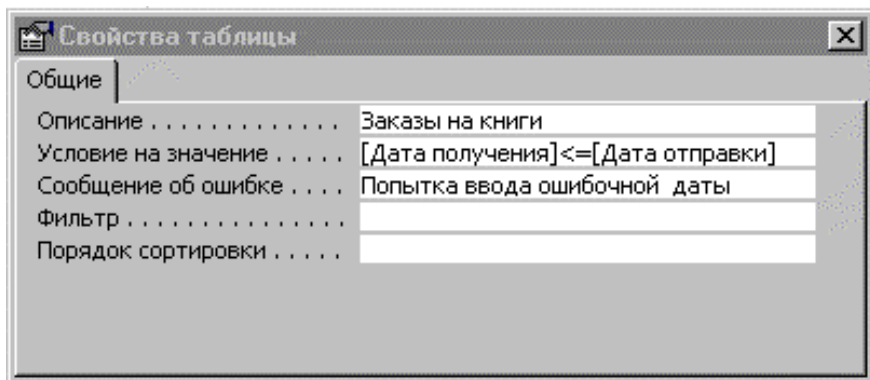 Свойства таблицы
Общие
Описание . . . . . . . . . . . . . Заказы на книги
Условие на значение . . . . . [Дата получения]<=[Дата отправки]
Сообщение об ошибке . . . . Попытка ввода ошибочной даты
Фильтр . . . . . . . . . . . . . . .
Порядок сортировки . . . . .